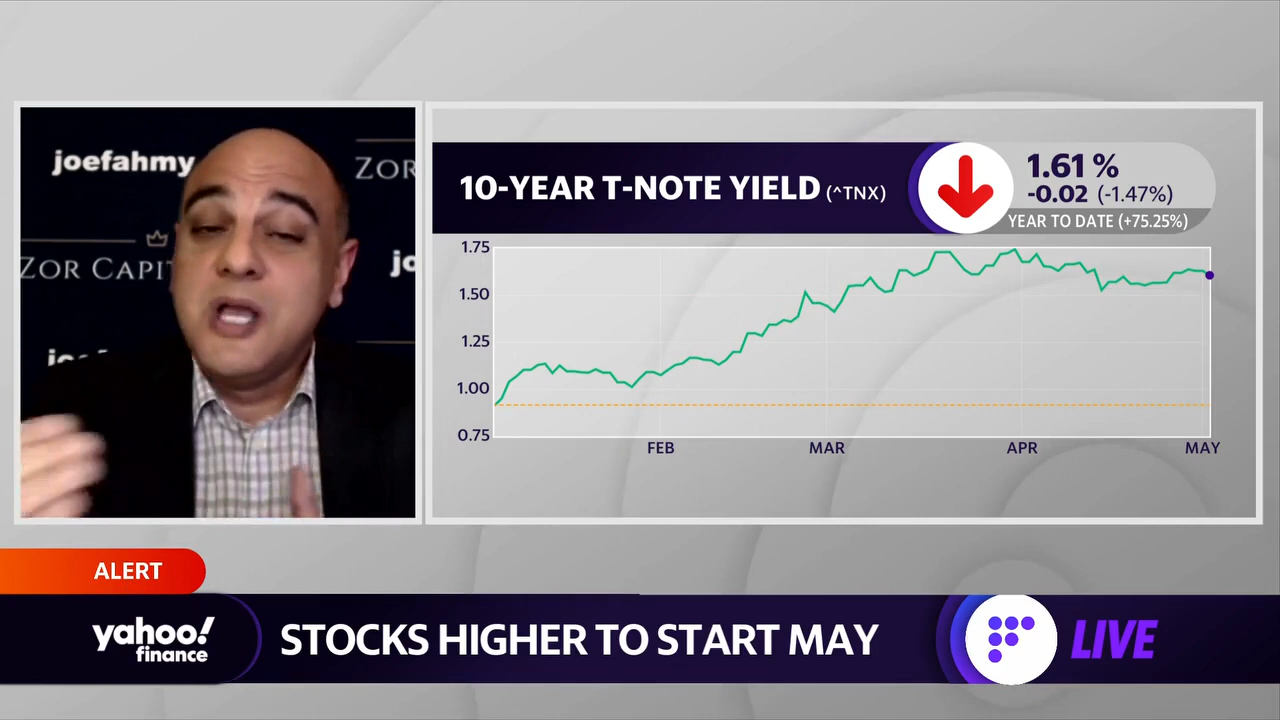 joefahmy
ZOR
ZOR CAPIT
jo
joefa
10-YEAR T-NOTE YIELD (^TNX)
1.61 %
-0.02 (-1.47%)
YEAR TO DATE (+75.25%)
1.75
1.50
1.25
1.00
0.75
FEB MAR APR MAY
ALERT
yahoo!
finance
STOCKS HIGHER TO START MAY
LIVE